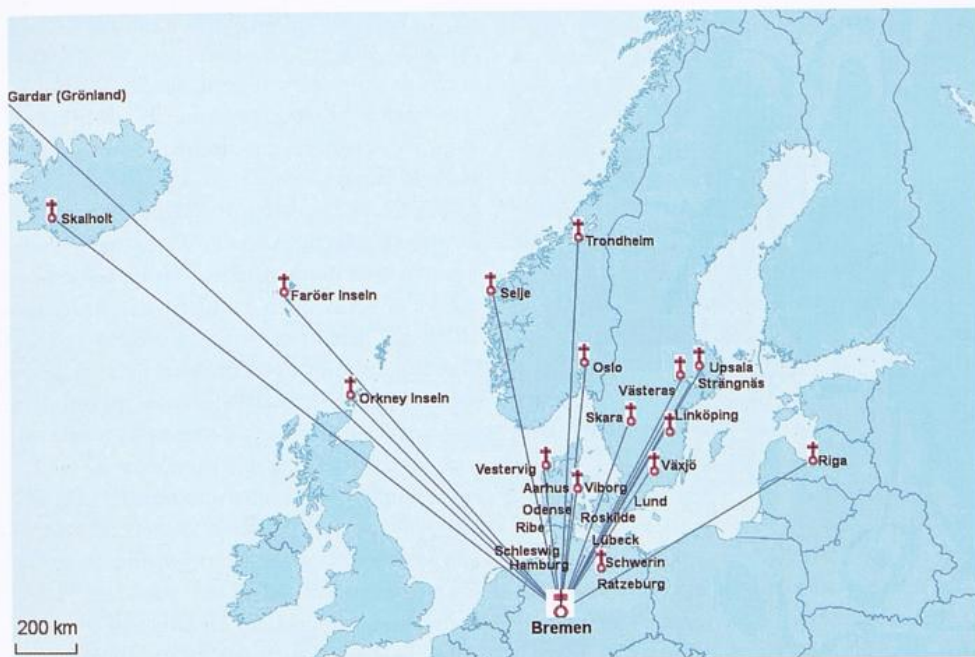 Gardar (Grönland)
Skalholt
Trondheim
Faröer Inseln
Selje
Oslo
Upsala
Västeras
Strängnäs
Orkney Inseln
Skara
Linköping
Vestervig
Växjö
Riga
Aarhus
Viborg
Lund
Odense
Roskilde
Ribe
Lübeck
Schleswig
Hamburg
Schwerin
Ratzeburg
Bremen
200 km